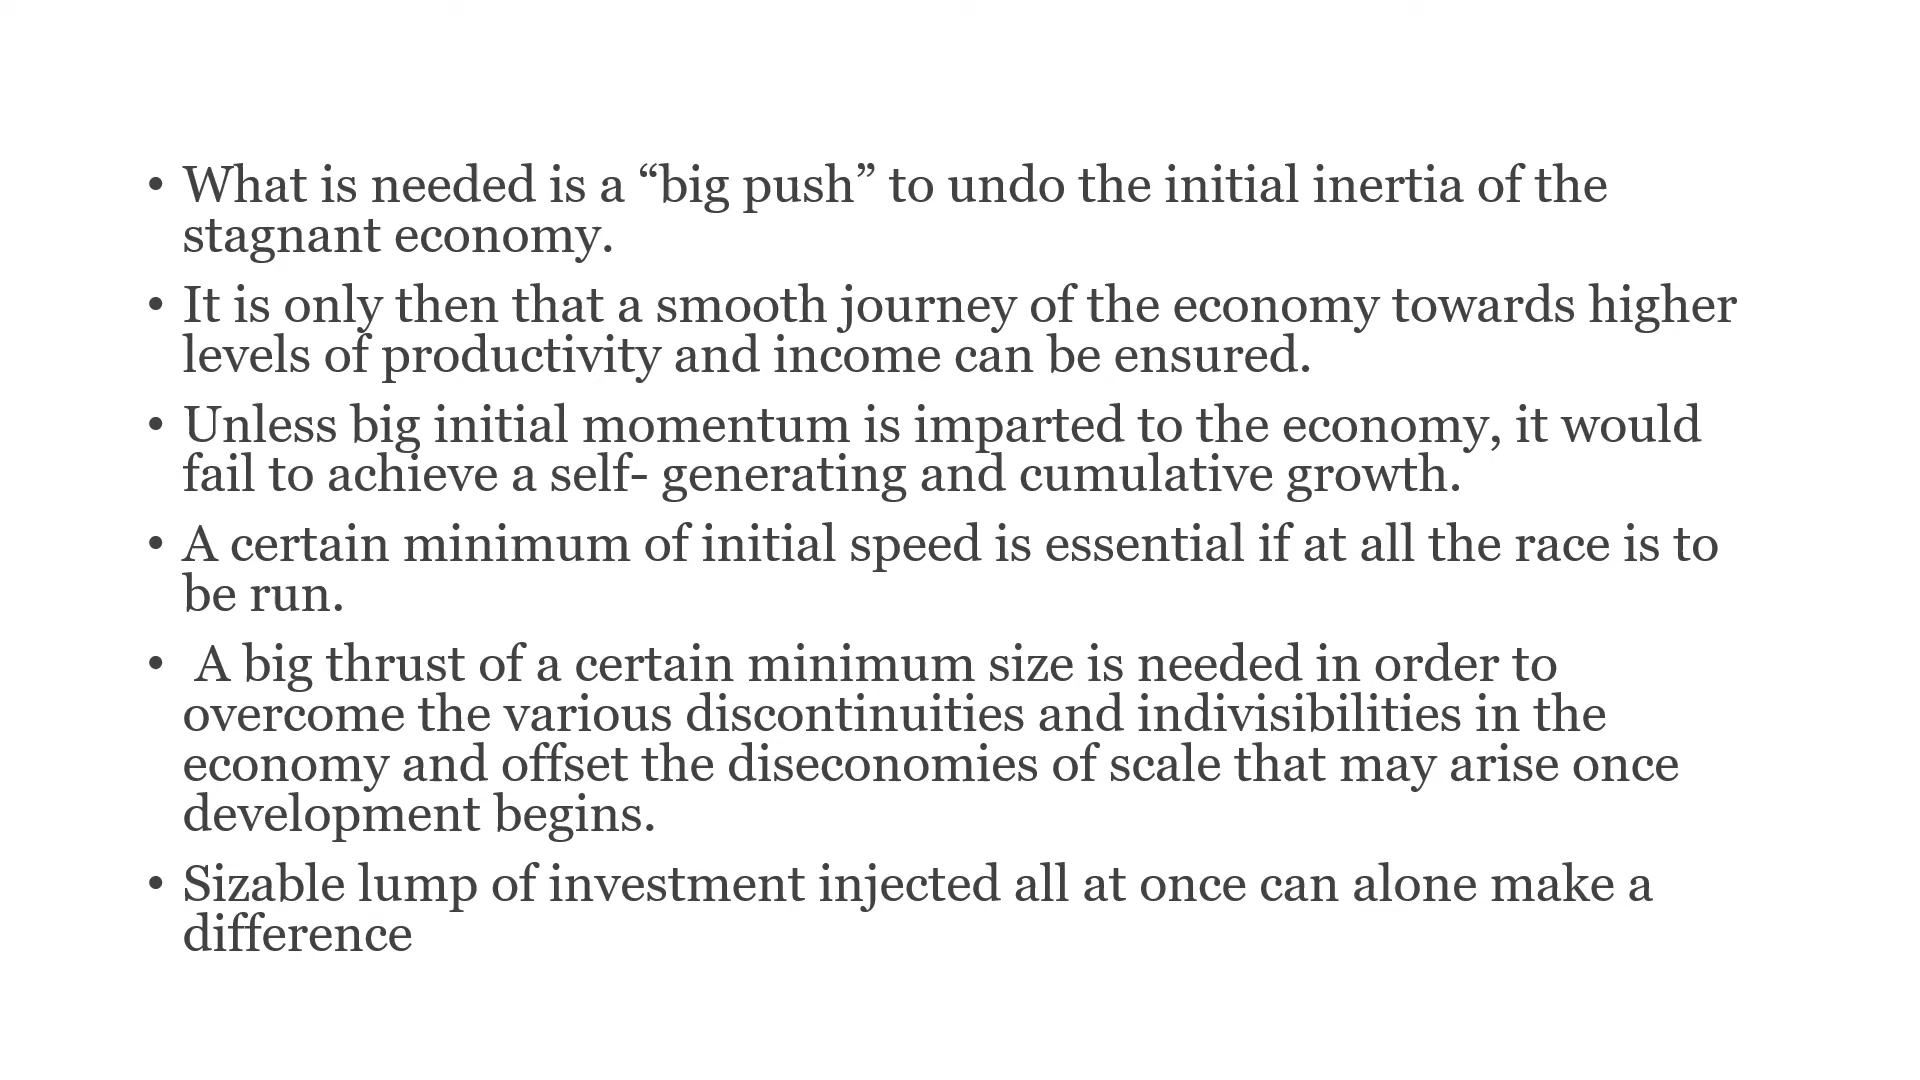 • What is needed is a “big push” to undo the initial inertia of the
stagnant economy.
• It is only then that a smooth journey of the economy towards higher
levels of productivity and income can be ensured.
• Unless big initial momentum is imparted to the economy, it would
fail to achieve a self- generating and cumulative growth.
• A certain minimum of initial speed is essential if at all the race is to
be run.
• A big thrust of a certain minimum size is needed in order to
overcome the various discontinuities and indivisibilities in the
economy and offset the diseconomies of scale that may arise once
development begins.
• Sizable lump of investment injected all at once can alone make a
difference